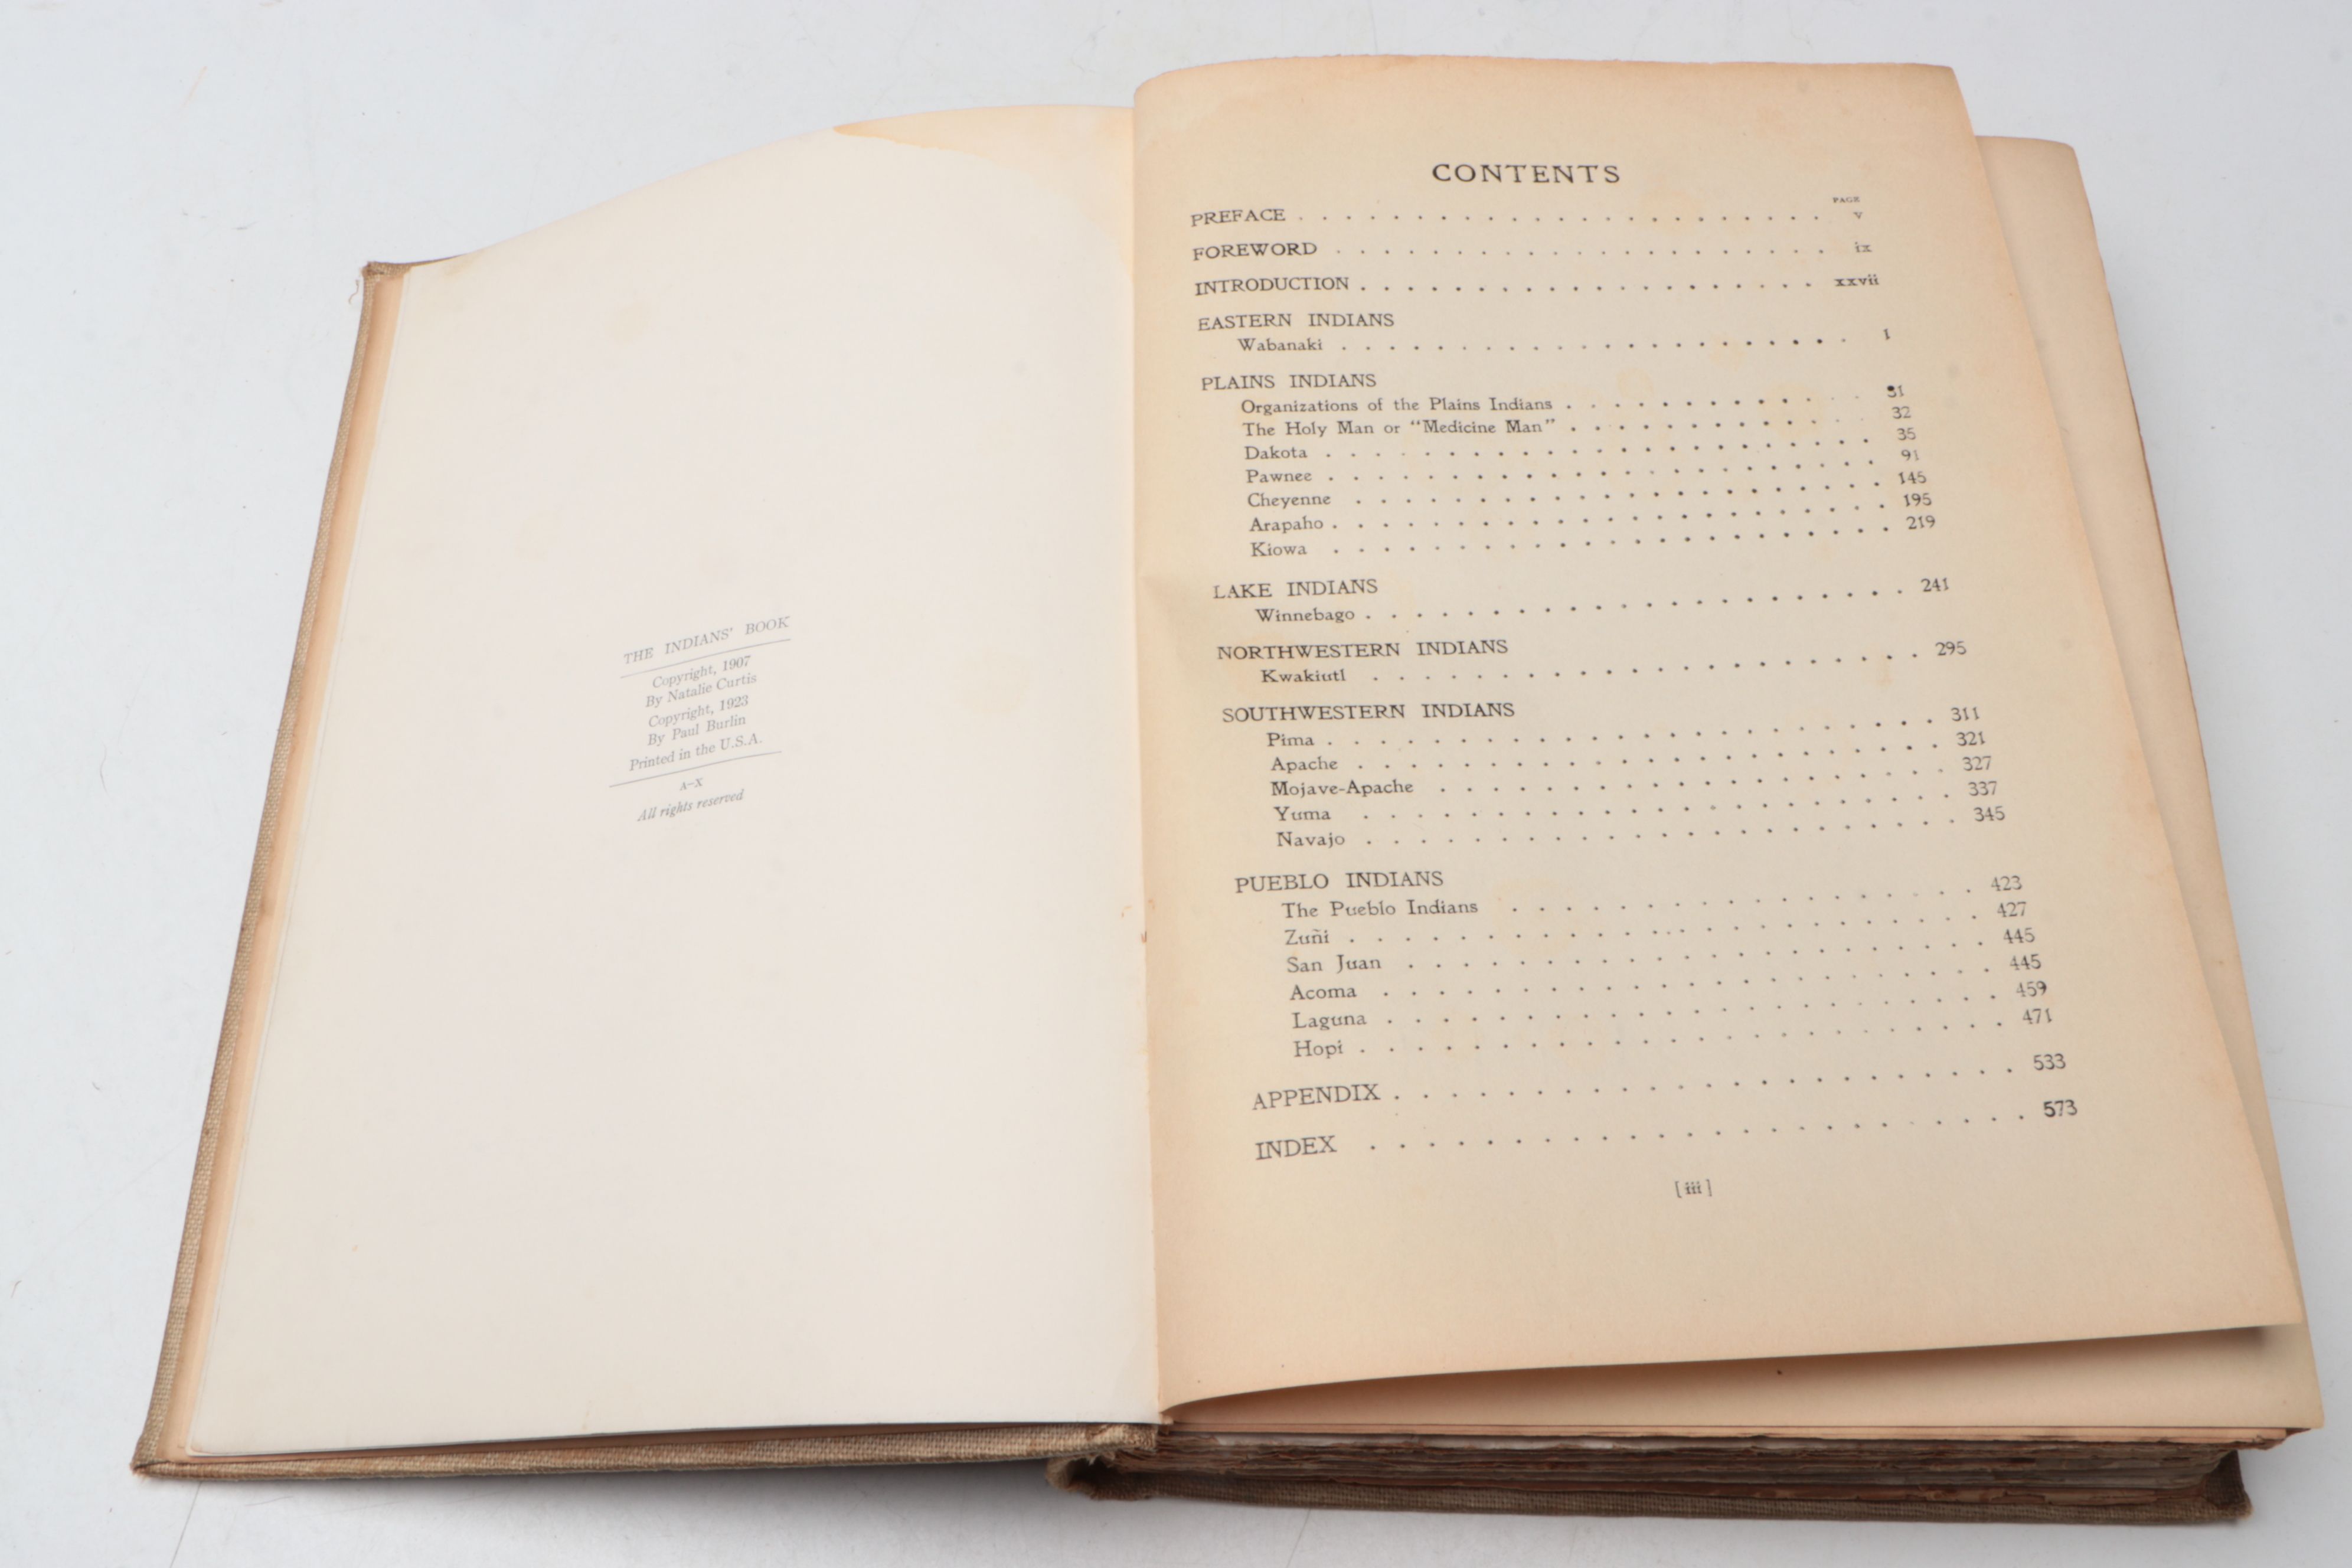 THE INDIANS' BOOK
Copyright, 1907
By Natalie Curtis
Copyright, 1923
By Paul Burlin
Printed in the U.S.A.
A-X
All rights reserved
CONTENTS
PAGE
PREFACE . . . . . . . . . . . . . . . . . . . . . . . v
FOREWORD . . . . . . . . . . . . . . . . . . . . . ix
INTRODUCTION . . . . . . . . . . . . . . . . . . . . xxvii
EASTERN INDIANS
Wabanaki . . . . . . . . . . . . . . . . . . . . . . 1
PLAINS INDIANS
Organizations of the Plains Indians . . . . . . . . . . . . . 31
The Holy Man or "Medicine Man" . . . . . . . . . . . . . 32
Dakota . . . . . . . . . . . . . . . . . . . . . . . 35
Pawnee . . . . . . . . . . . . . . . . . . . . . . . 91
Cheyenne . . . . . . . . . . . . . . . . . . . . . . 145
Arapaho . . . . . . . . . . . . . . . . . . . . . . . 195
Kiowa . . . . . . . . . . . . . . . . . . . . . . . 219
LAKE INDIANS
Winnebago . . . . . . . . . . . . . . . . . . . . . . 241
NORTHWESTERN INDIANS
Kwakiutl . . . . . . . . . . . . . . . . . . . . . 295
SOUTHWESTERN INDIANS
Pima . . . . . . . . . . . . . . . . . . . . . . . 311
Apache . . . . . . . . . . . . . . . . . . . . . . 321
Mojave-Apache . . . . . . . . . . . . . . . . . . . 327
Yuma . . . . . . . . . . . . . . . . . . . . . . 337
Navajo . . . . . . . . . . . . . . . . . . . . . . 345
PUEBLO INDIANS
The Pueblo Indians . . . . . . . . . . . . . . . . . 423
Zuñi . . . . . . . . . . . . . . . . . . . . . . . 427
San Juan . . . . . . . . . . . . . . . . . . . . . 445
Acoma . . . . . . . . . . . . . . . . . . . . . . 445
Laguna . . . . . . . . . . . . . . . . . . . . . . 459
Hopi . . . . . . . . . . . . . . . . . . . . . . . 471
APPENDIX . . . . . . . . . . . . . . . . . . . . . . 533
INDEX . . . . . . . . . . . . . . . . . . . . . . . 573
[ iii ]